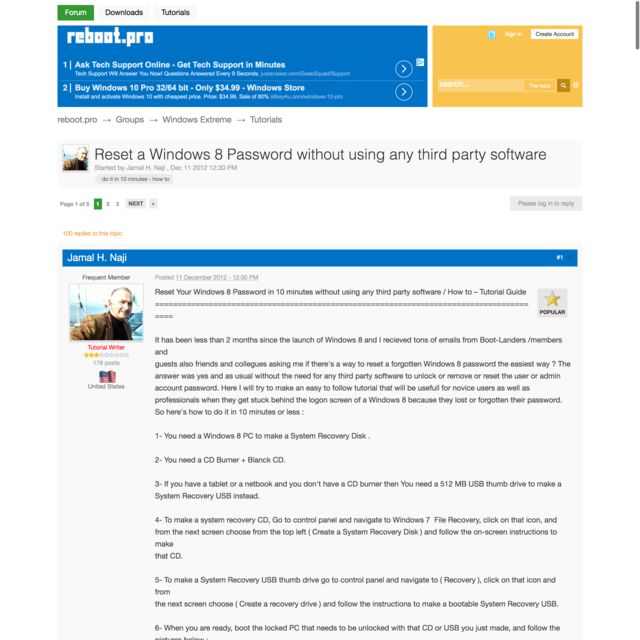 Forum Downloads Tutorials
reboot.pro
Sign In Create Account
1 Ask Tech Support Online - Get Tech Support in Minutes
Tech Support Will Answer You Now! Questions Answered Every 9 Seconds. justanswer.com/GeekSquad/Support
2 Buy Windows 10 Pro 32/64 bit - Only $34.99 - Windows Store
Install and activate Windows 10 with cheapest price. Price: $34.99. Sale of 80% allkey4u.com/windows-10-pro
search... This topic
reboot.pro → Groups → Windows Extreme → Tutorials
Reset a Windows 8 Password without using any third party software
Started by Jamal H. Naji , Dec 11 2012 12:30 PM
do it in 10 minutes - how to
Page 1 of 5 1 2 3 NEXT »
Please log in to reply
100 replies to this topic
Jamal H. Naji #1
Frequent Member
Tutorial Writer
178 posts
United States
Posted 11 December 2012 - 12:30 PM
POPULAR
Reset Your Windows 8 Password in 10 minutes without using any third party software / How to – Tutorial Guide
================================================================================
====
It has been less than 2 months since the launch of Windows 8 and I recieved tons of emails from Boot-Landers /members
and
guests also friends and collegues asking me if there's a way to reset a forgotten Windows 8 password the easiest way ? The
answer was yes and as usual without the need for any third party software to unlock or remove or reset the user or admin
account password. Here I will try to make an easy to follow tutorial that will be usefull for novice users as well as
professionals when they get stuck behind the logon screen of a Windows 8 because they lost or forgotten their password.
So here's how to do it in 10 minutes or less :
1- You need a Windows 8 PC to make a System Recovery Disk .
2- You need a CD Burner + Blanck CD.
3- If you have a tablet or a netbook and you don't have a CD burner then You need a 512 MB USB thumb drive to make a
System Recovery USB instead.
4- To make a system recovery CD, Go to control panel and navigate to Windows 7 File Recovery, click on that icon, and
from the next screen choose from the top left ( Create a System Recovery Disk ) and follow the on-screen instructions to
make
that CD.
5- To make a System Recovery USB thumb drive go to control panel and navigate to ( Recovery ), click on that icon and
from
the next screen choose ( Create a recovery drive ) and follow the instructions to make a bootable System Recovery USB.
6- When you are ready, boot the locked PC that needs to be unlocked with that CD or USB you just made, and follow the
pictures below :